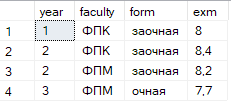 year faculty form exm
1 1 ФПК заочная 8
2 2 ФПК заочная 8,4
3 2 ФПМ заочная 8,2
4 3 ФПМ очная 7,7